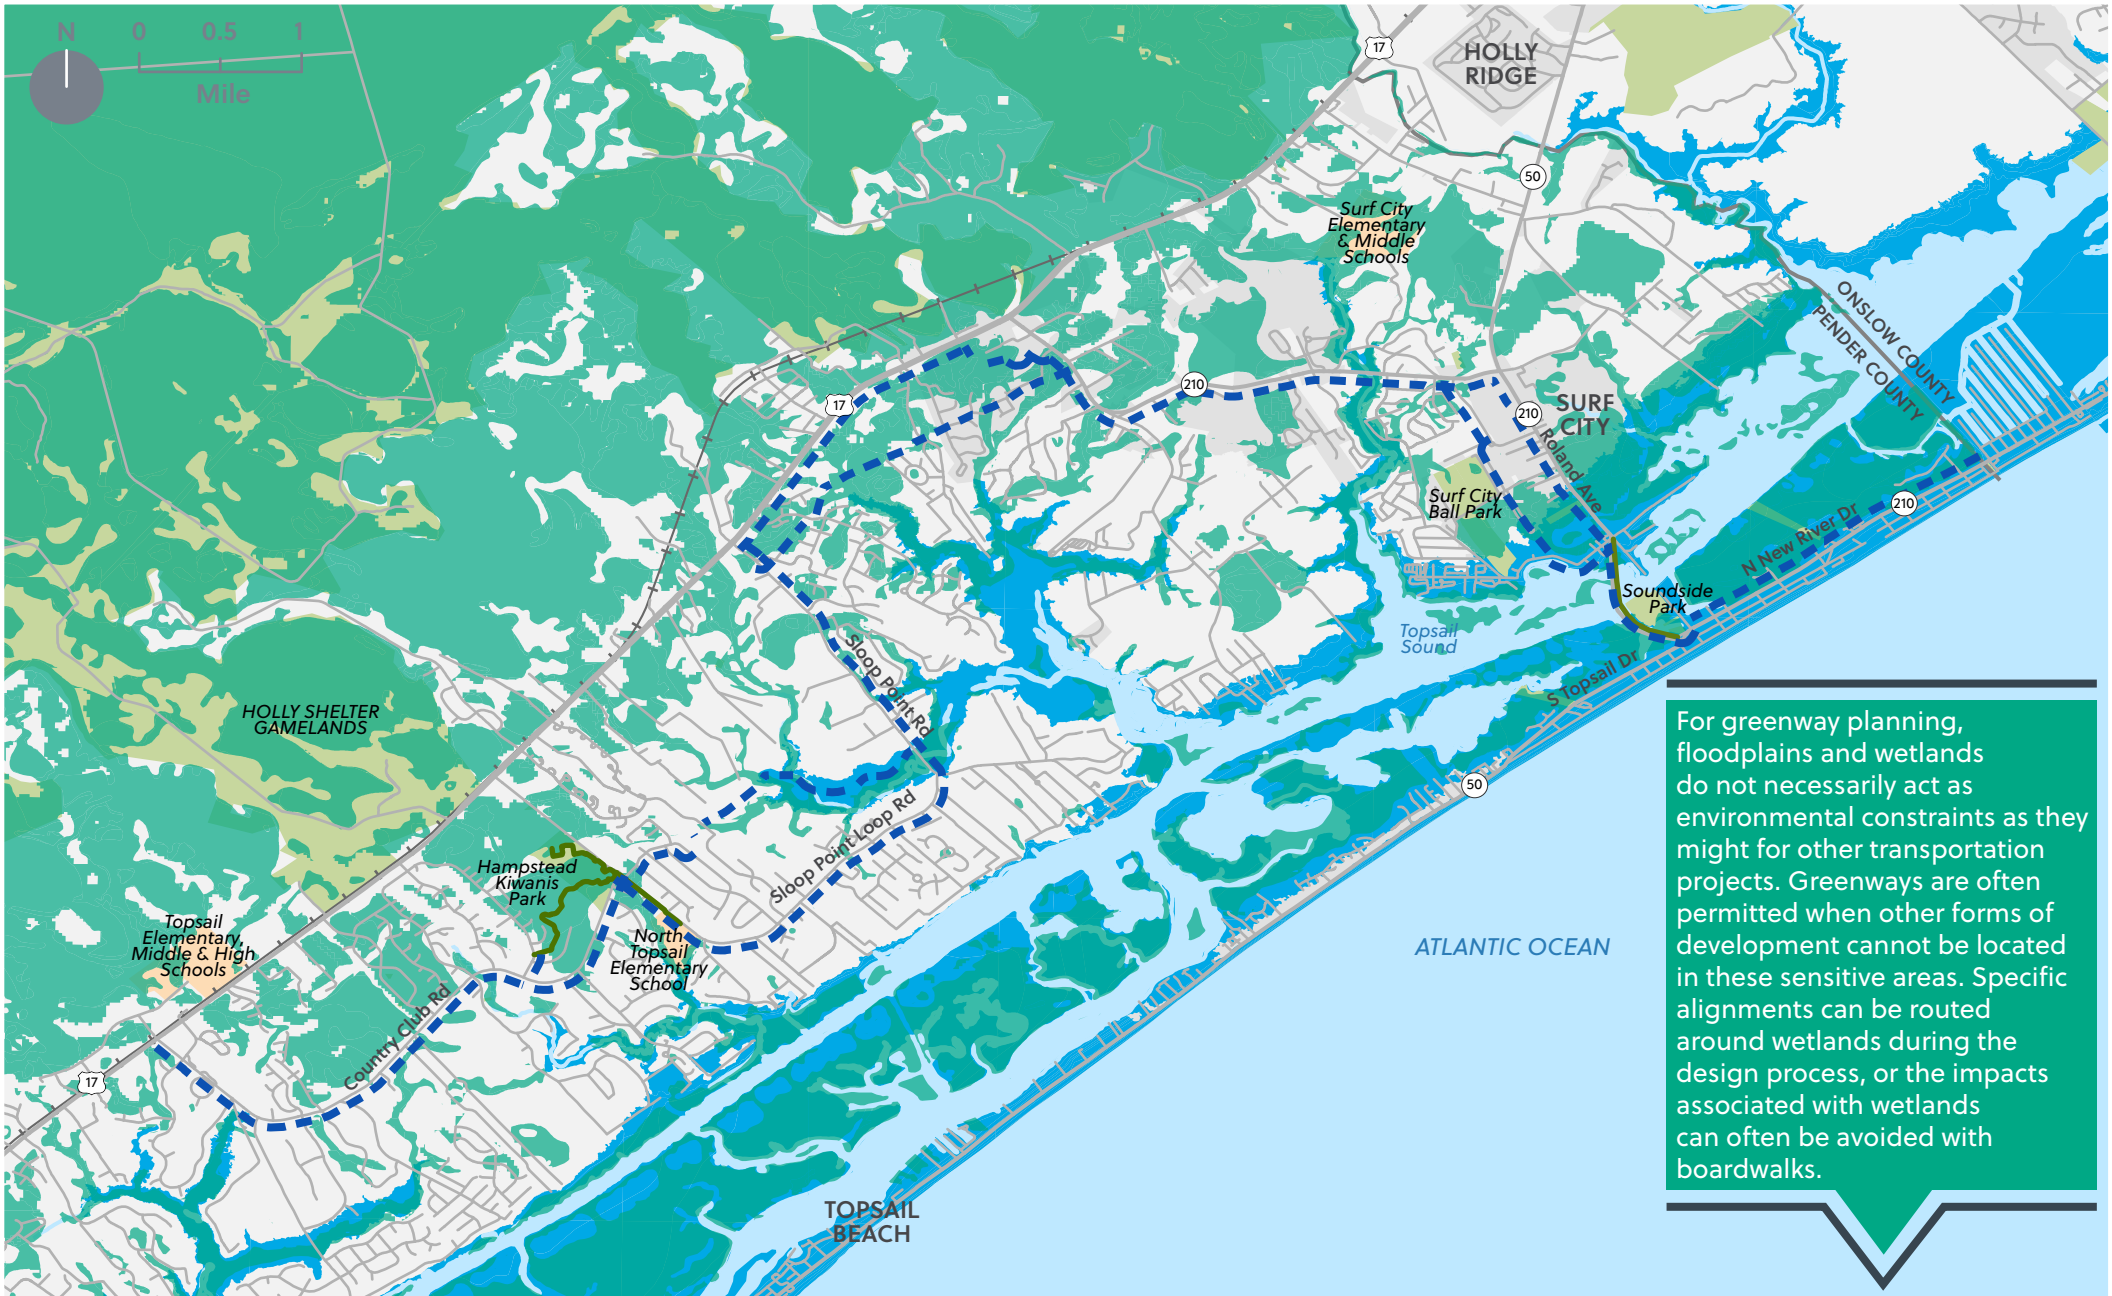 N
0 0.5 1
Mile
17
HOLLY
RIDGE
50
Surf City
Elementary
& Middle
Schools
ONSLOW COUNTY
PENDER COUNTY
17
210
210
SURF
CITY
Roland Ave
Surf City
Ball Park
210
N New River Dr
Soundside
Park
Topsail
Sound
S Topsail Dr
Sloop Point Rd
HOLLY SHELTER
GAMELANDS
50
Sloop Point Loop Rd
Hampstead
Kiwanis
Park
Topsail
Elementary,
Middle & High
Schools
North
Topsail
Elementary
School
ATLANTIC OCEAN
Country Club Rd
17
TOPSAIL
BEACH
For greenway planning,
floodplains and wetlands
do not necessarily act as
environmental constraints as they
might for other transportation
projects. Greenways are often
permitted when other forms of
development cannot be located
in these sensitive areas. Specific
alignments can be routed
around wetlands during the
design process, or the impacts
associated with wetlands
can often be avoided with
boardwalks.